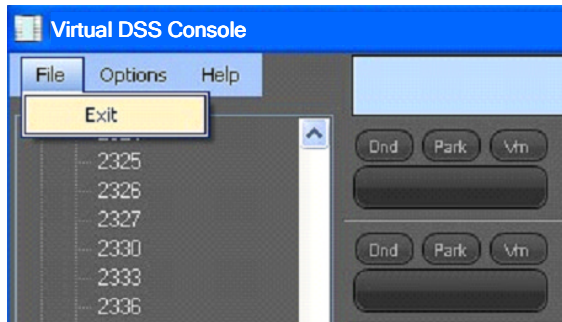 Virtual DSS Console
File Options Help
Exit
2325
2326
2327
2330
2333
2336
Dnd Park Vm
Dnd Park Vm